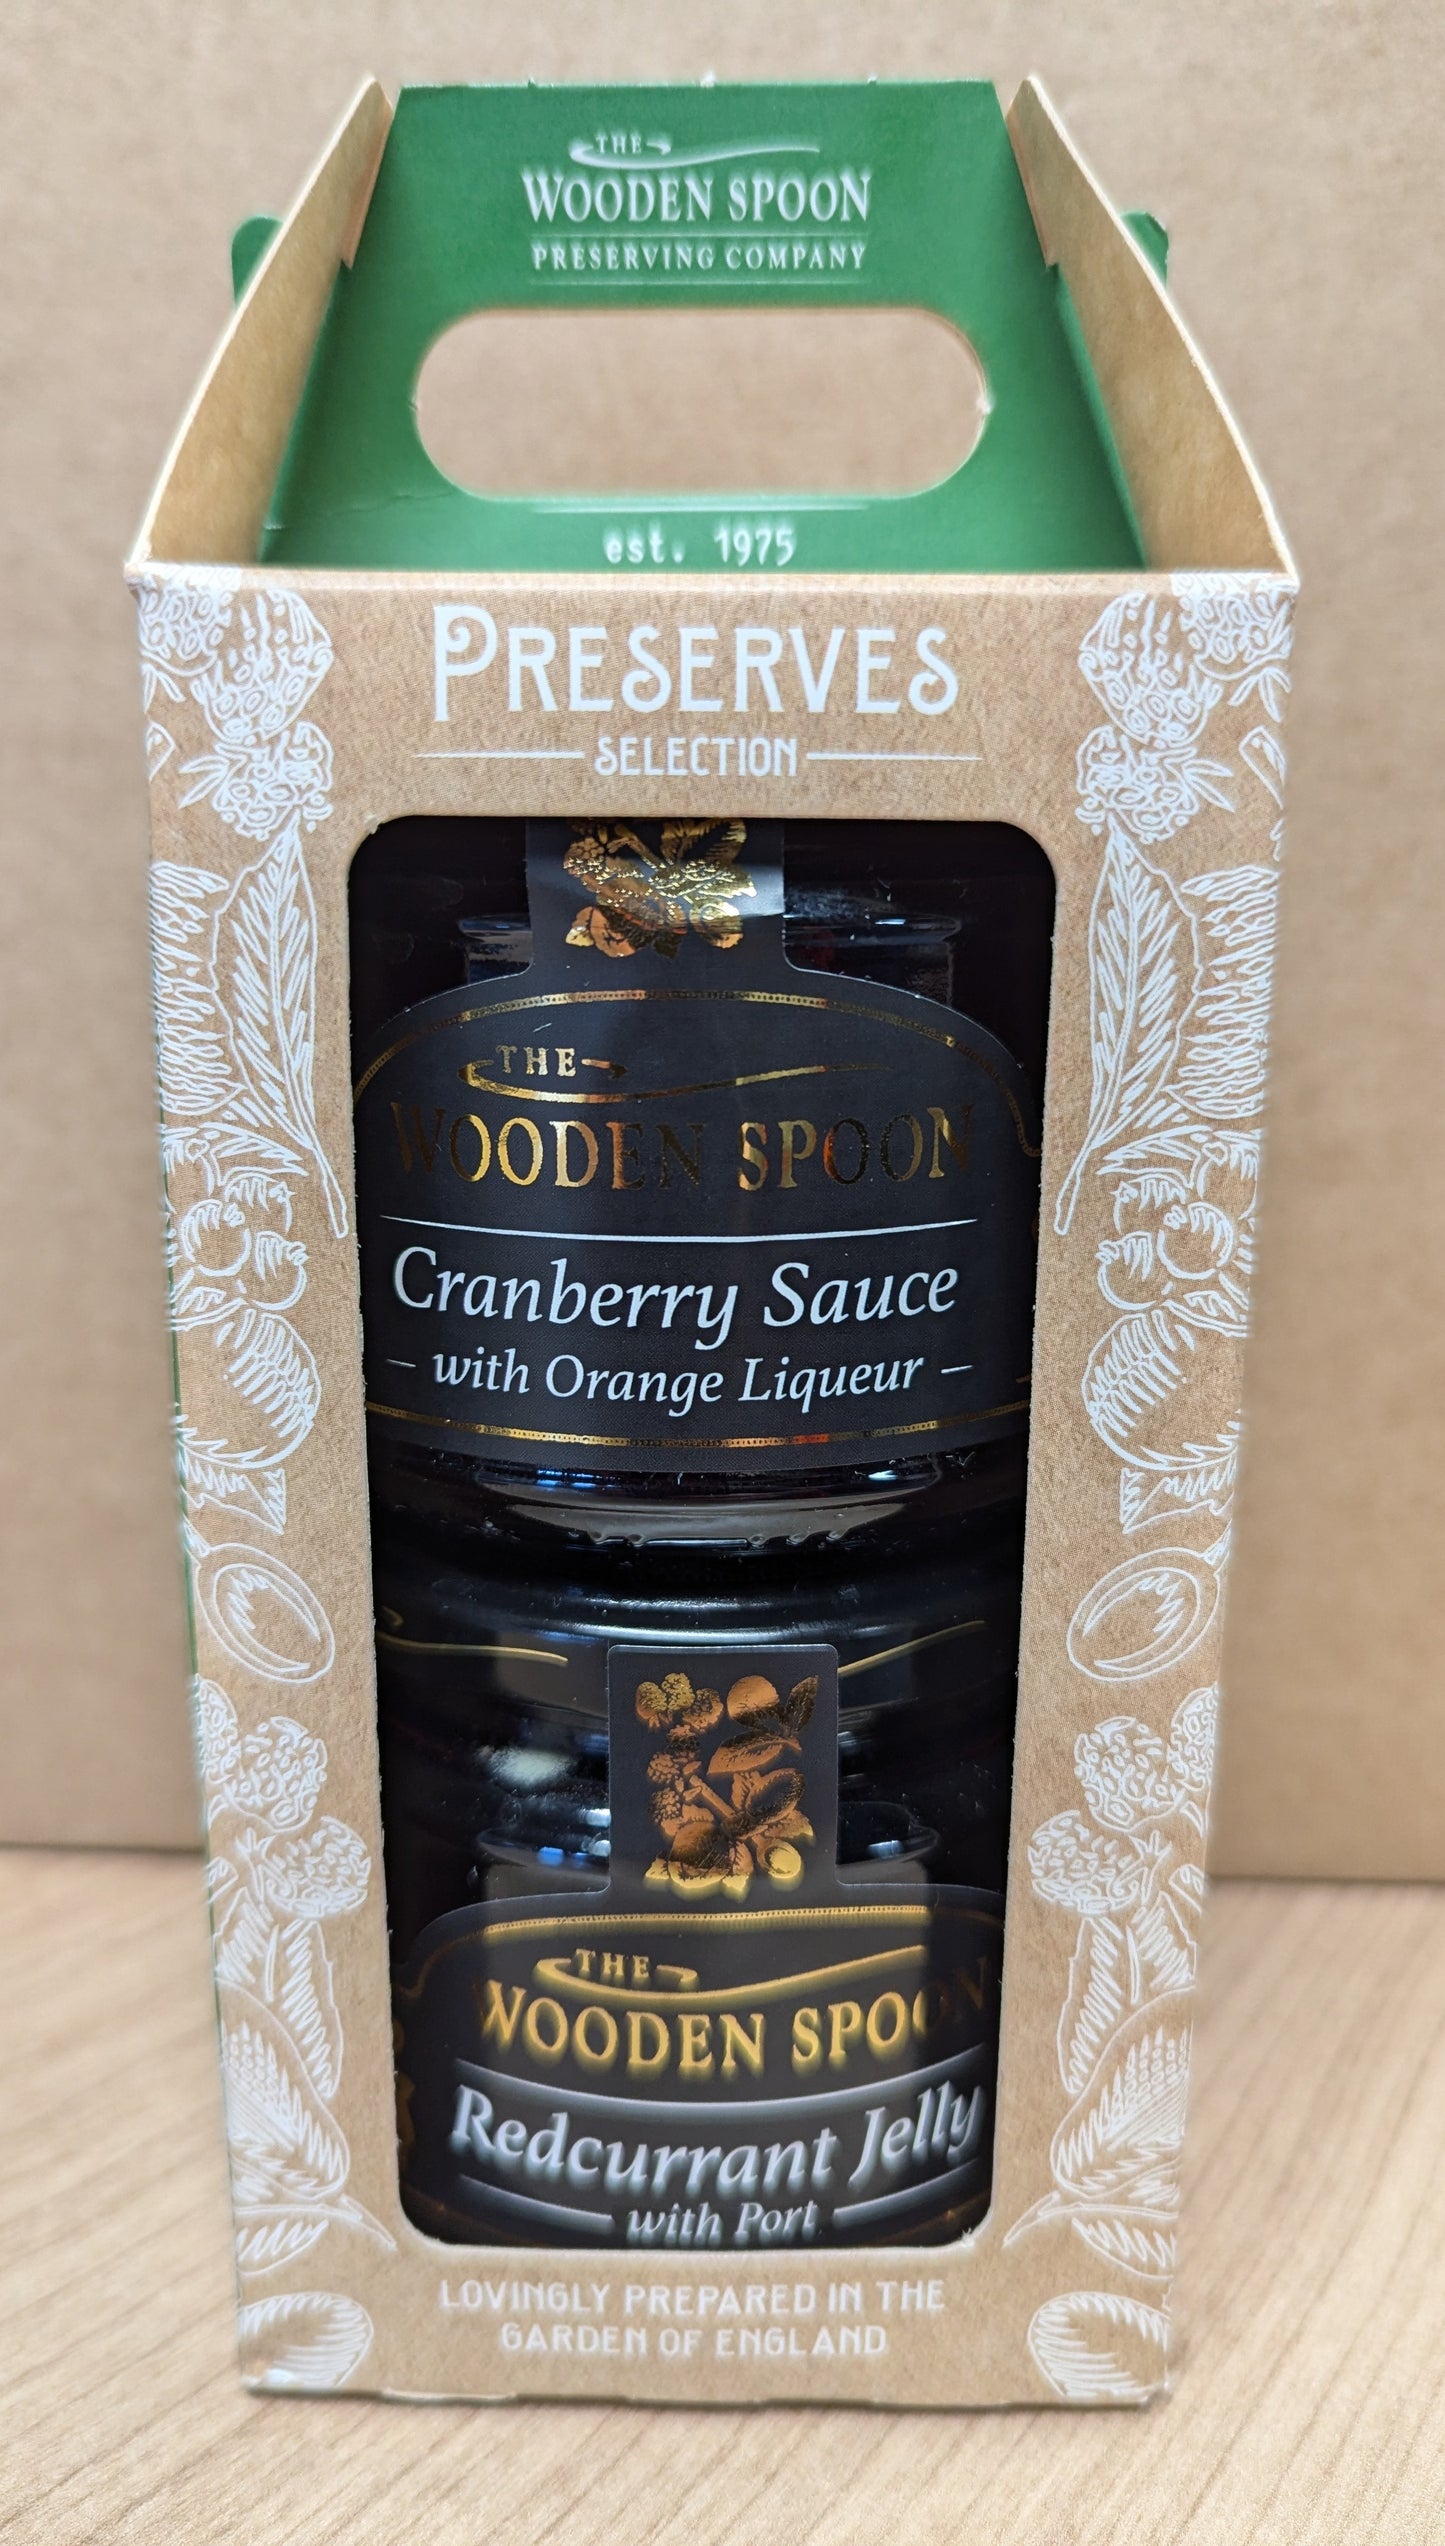 THE
WOODEN SPOON
PRESERVING COMPANY
est. 1975
PRESERVES
SELECTION
THE
WOODEN SPOON
Cranberry Sauce
– with Orange Liqueur –
THE
WOODEN SPOON
Redcurrant Jelly
with Port
LOVINGLY PREPARED IN THE
GARDEN OF ENGLAND